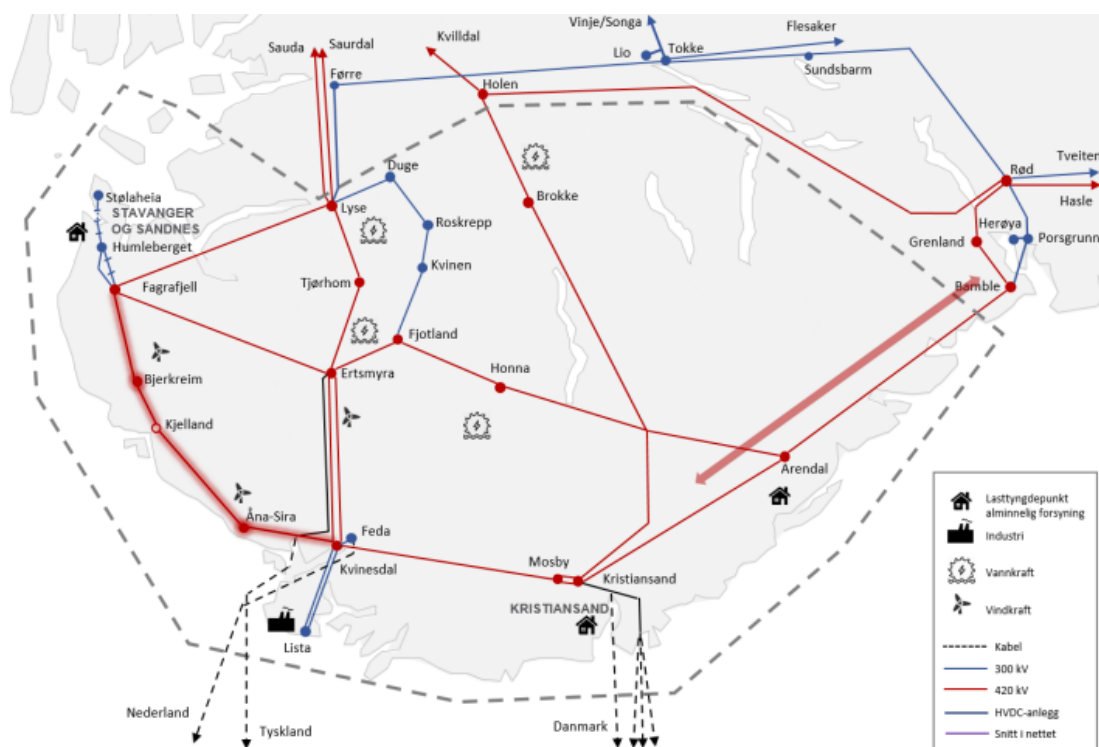 Vinje/Songa
Flesaker
Sauda
Saurdal
Kvilldal
Lio
Tokke
Sundsbarm
Førre
Holen
Tveiten
Duge
Rød
Hasle
Stølaheia
STAVANGER
OG SANDNES
Lyse
Brokke
Herøya
Roskrepp
Grenland
Porsgrunn
Humleberget
Kvinen
Tjørhom
Fagrafjell
Bamble
Fjotland
Bjerkreim
Ertsmyra
Honna
Kjelland
Arendal
Åna-Sira
Feda
Kvinesdal
Mosby
Kristiansand
KRISTIANSAND
Lista
Nederland
Tyskland
Danmark
Lasttyngdepunkt
alminnelig forsyning
Industri
Vannkraft
Vindkraft
Kabel
300 kV
420 kV
HVDC-anlegg
Snitt i nettet